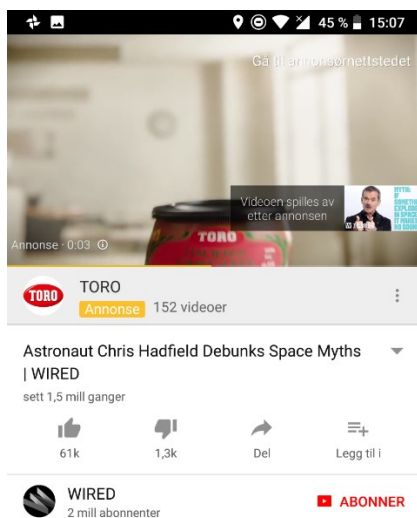 45 % 15:07
Gå til annonsørnettstedet
Videoen spilles av
etter annonsen
TORO
Annonse · 0:03
TORO
TORO
Annonse 152 videoer
Astronaut Chris Hadfield Debunks Space Myths
| WIRED
sett 1,5 mill ganger
61k 1,3k Del Legg til i
WIRED
2 mill abonnenter
ABONNER